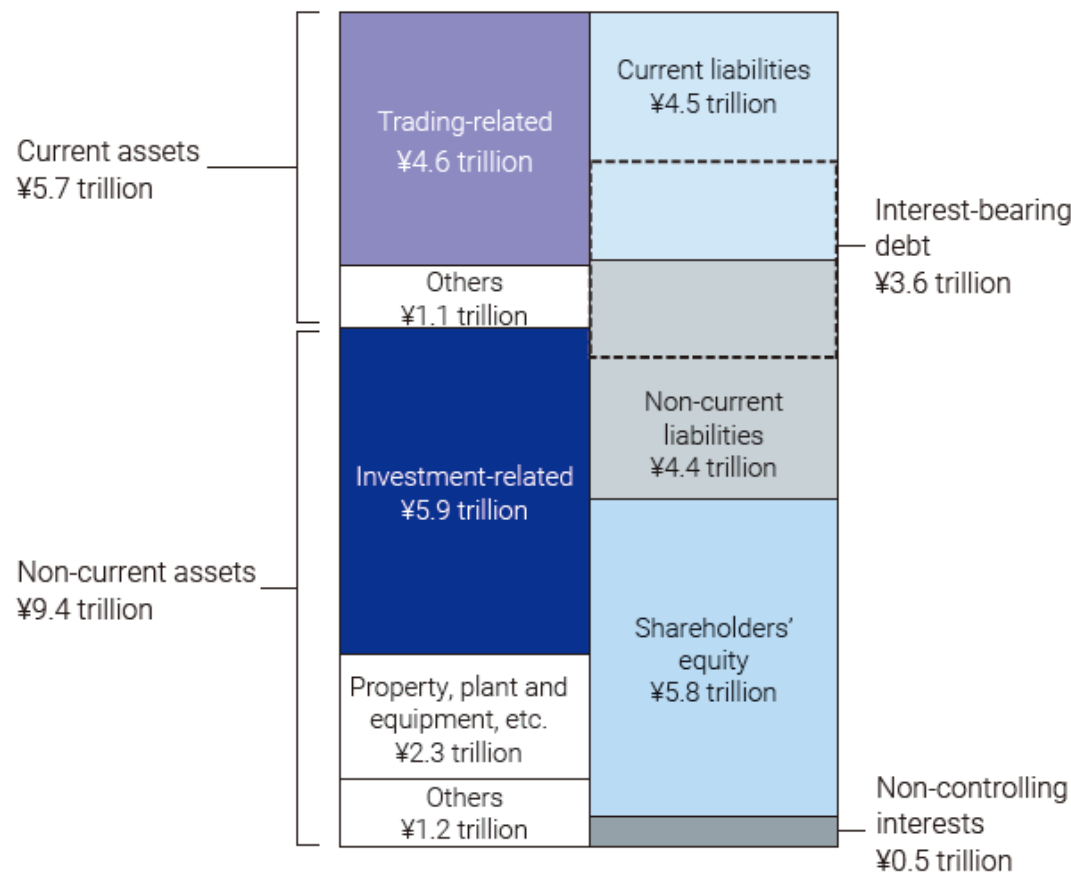 Current assets
¥5.7 trillion
Non-current assets
¥9.4 trillion
Trading-related
¥4.6 trillion
Others
¥1.1 trillion
Investment-related
¥5.9 trillion
Property, plant and
equipment, etc.
¥2.3 trillion
Others
¥1.2 trillion
Current liabilities
¥4.5 trillion
Non-current
liabilities
¥4.4 trillion
Shareholders’
equity
¥5.8 trillion
Interest-bearing
debt
¥3.6 trillion
Non-controlling
interests
¥0.5 trillion